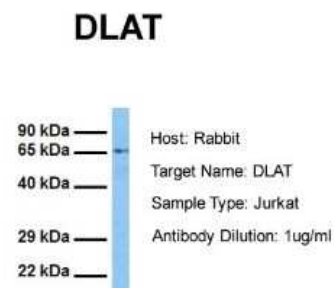 DLAT
90 kDa
65 kDa
40 kDa
29 kDa
22 kDa
Host: Rabbit
Target Name: DLAT
Sample Type: Jurkat
Antibody Dilution: 1ug/ml